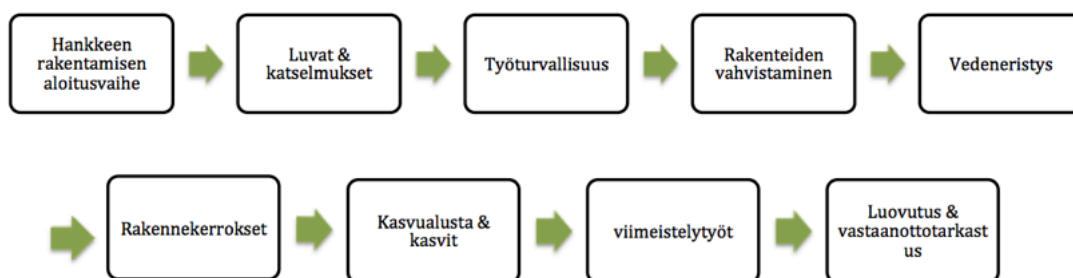 Hankkeen
rakentamisen
aloitusvaihe
Luvat &
katselmukset
Työturvallisuus
Rakenteiden
vahvistaminen
Vedeneristys
Rakennekerrokset
Kasvualusta &
kasvit
viimeistelytyöt
Luovutus &
vastaanottotarkast
us